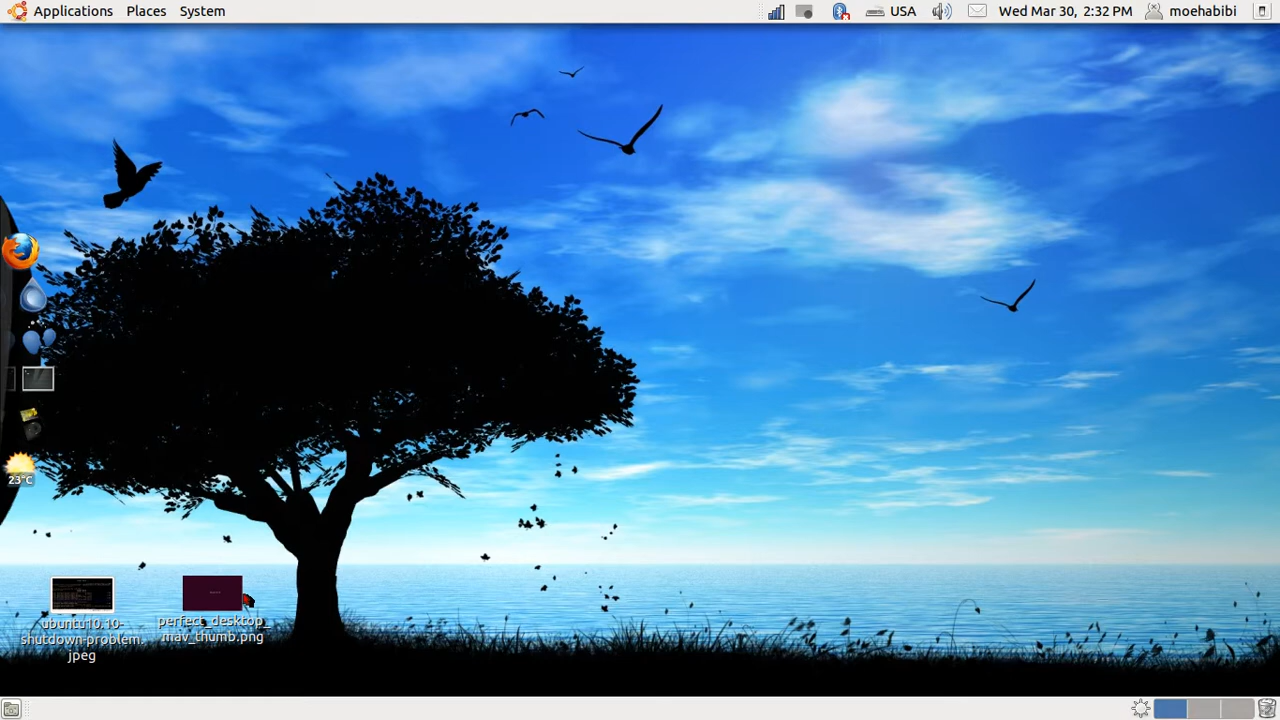 Applications Places System USA Wed Mar 30, 2:32 PM moehabibi
23°C
ubuntu10.10-
shutdown-problem.
jpeg
perfect_desktop_
mav_thumb.png